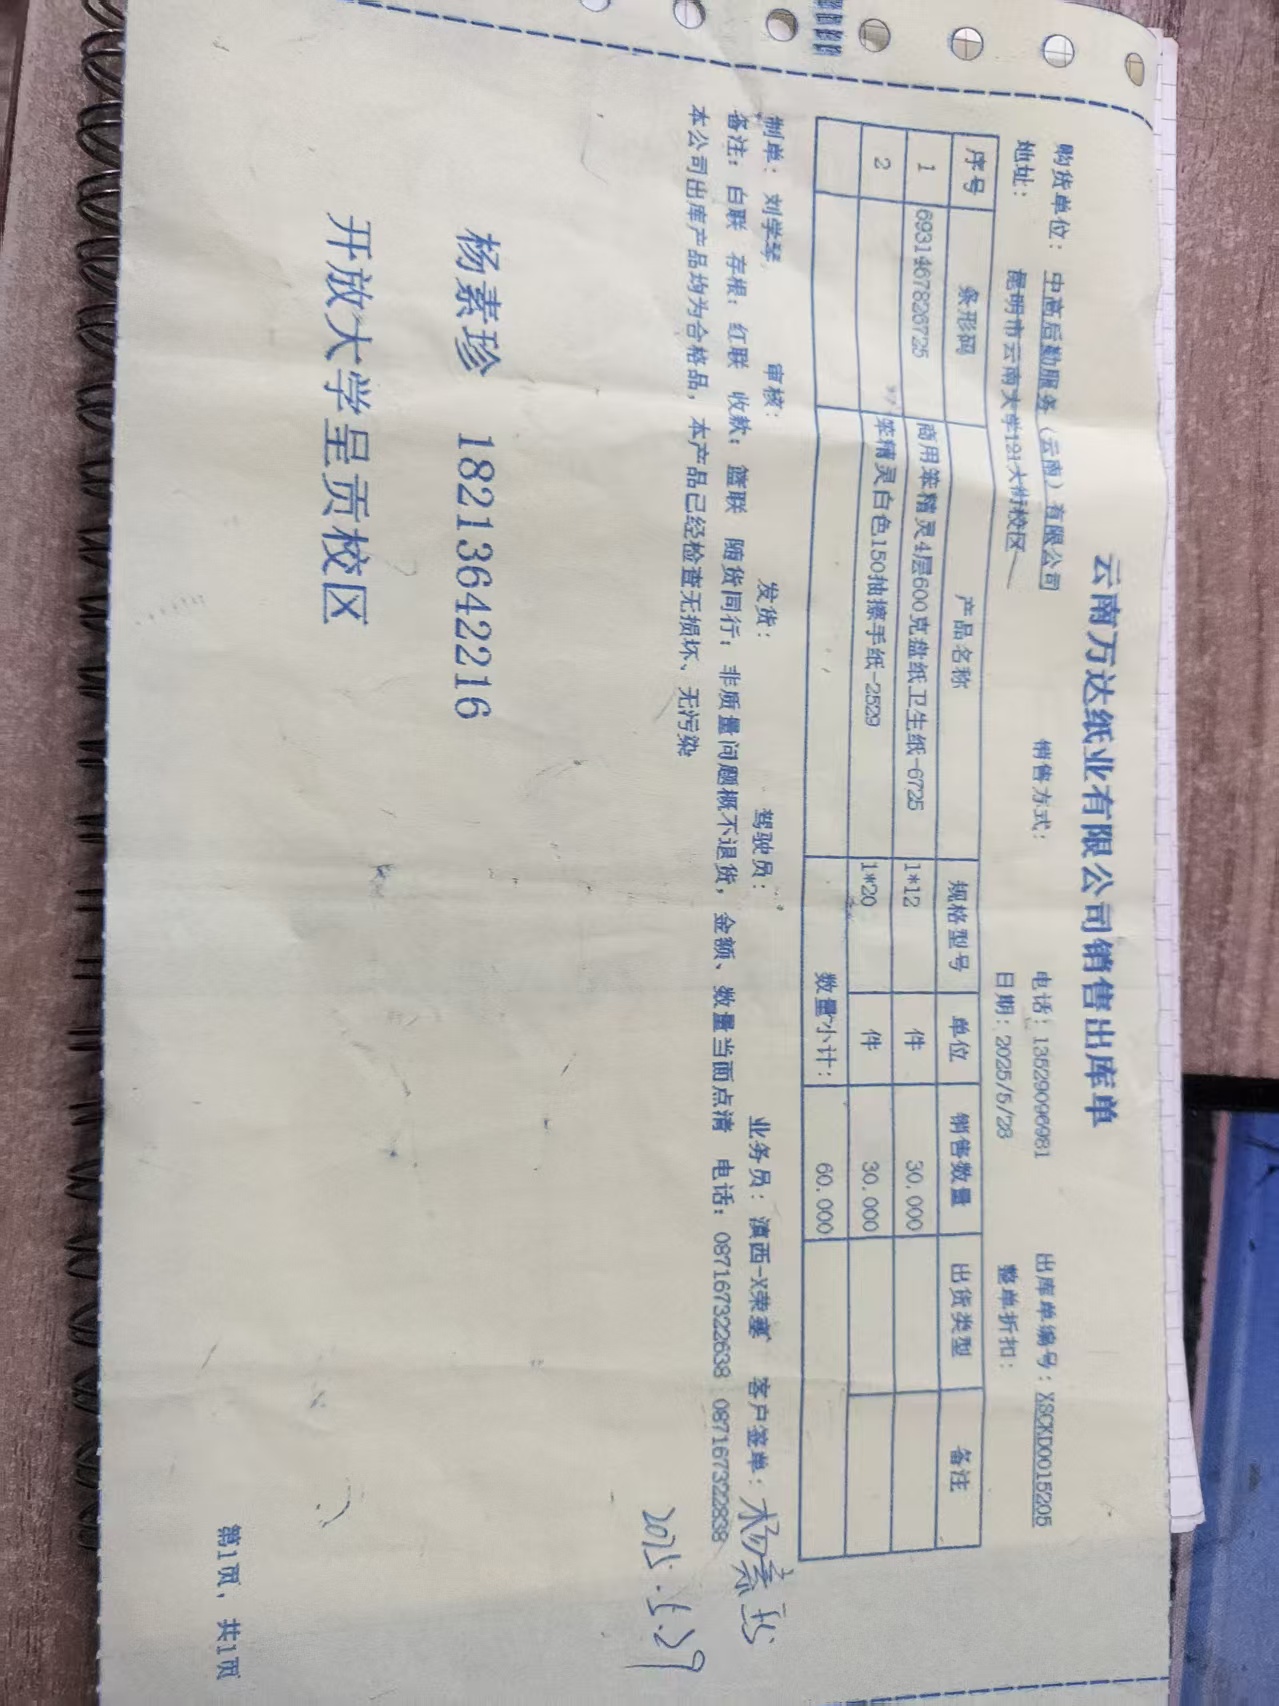 云南万达纸业有限公司销售出库单
购货单位： 中高后勤服务（云南）有限公司 销售方式： 电话：13529096981 出库单编号：XSCKD0015205
地址： 昆明市云南大学121大街校区 日期：2025/5/28 整单折扣：
序号 条形码 产品名称 规格型号 单位 销售数量 出货类型 备注
1 6931467826725 商用笨精灵4层600克盘纸卫生纸-6725 1*12 件 30.000
2 笨精灵白色150抽擦手纸-2529 1*20 件 30.000
数量小计： 60.000
制单：刘学琴 审核： 发货： 驾驶员： 业务员：滇西-X荣 客户签单：杨素珍
备注：白联 存根；红联 收款；篮联 随货同行；非质量问题概不退货，金额、数量当面点清 电话：087167322638 087167322838
本公司出库产品均为合格品，本产品已经检查无损坏、无污染
2025.5.29
杨素珍 18213642216
开放大学呈贡校区
第1页，共1页